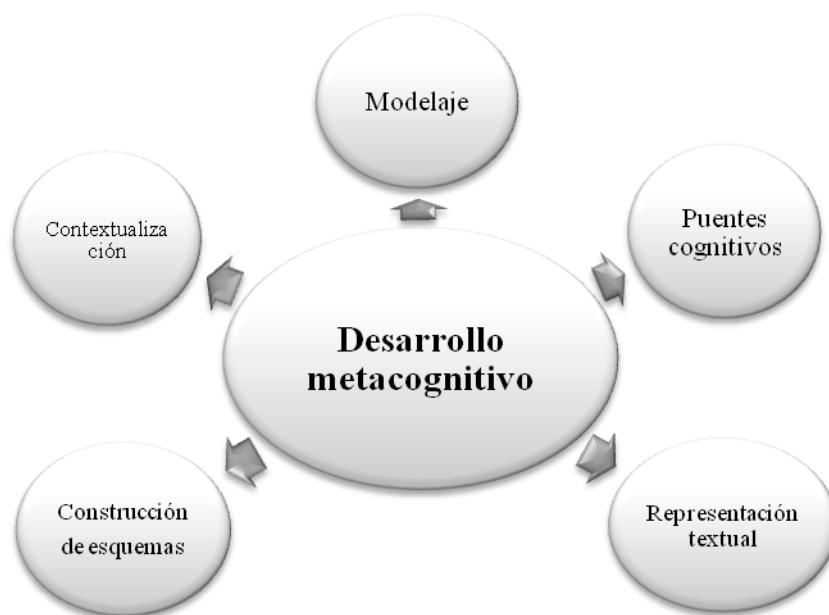 Modelaje
Contextualiza
ción
Puentes
cognitivos
Desarrollo
metacognitivo
Construcción
de esquemas
Representación
textual